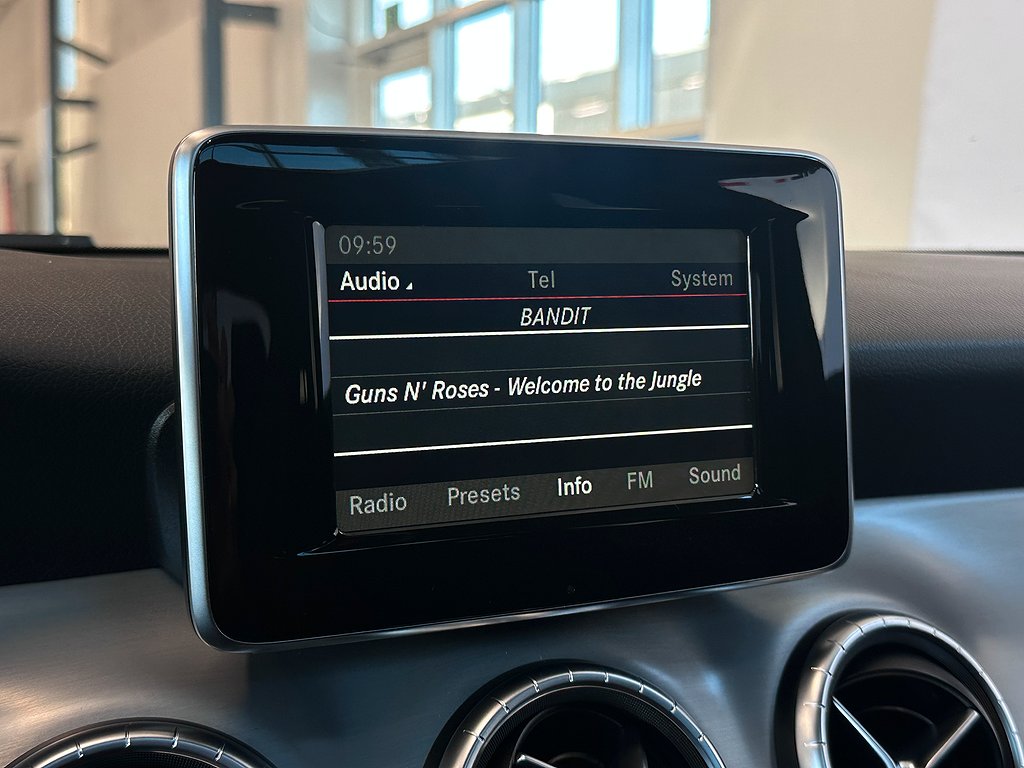 09:59
Audio Tel System
BANDIT
Guns N' Roses - Welcome to the Jungle
Radio Presets Info FM Sound